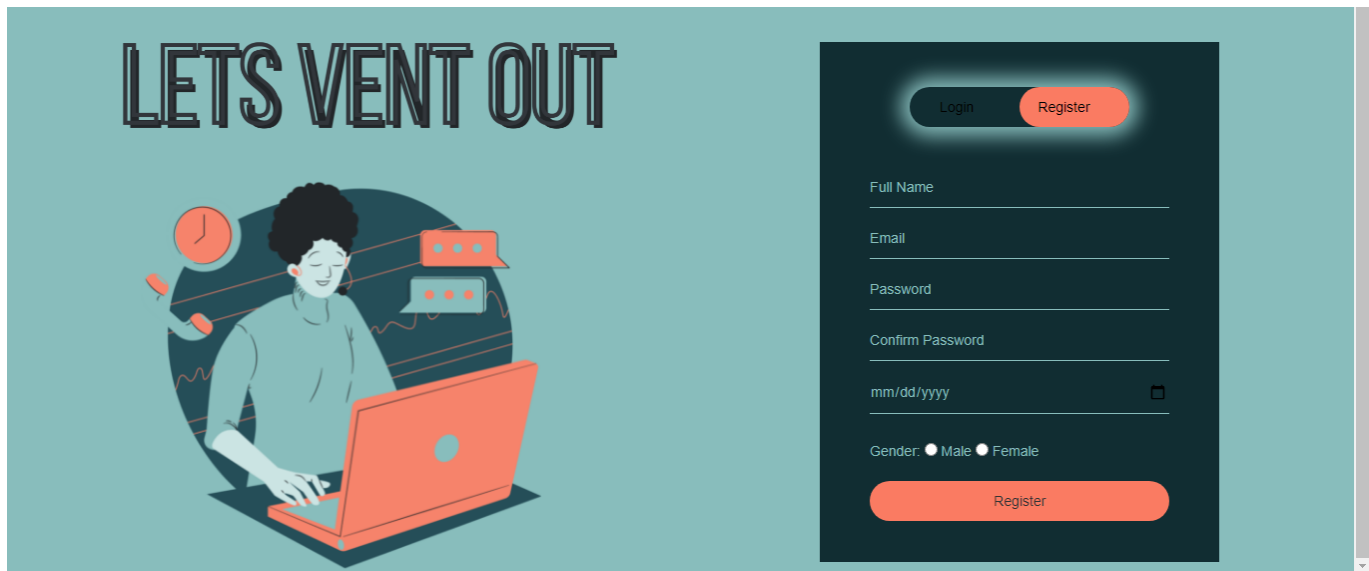 LETS VENT OUT
Login Register
Full Name
Email
Password
Confirm Password
mm/dd/yyyy
Gender: Male Female
Register